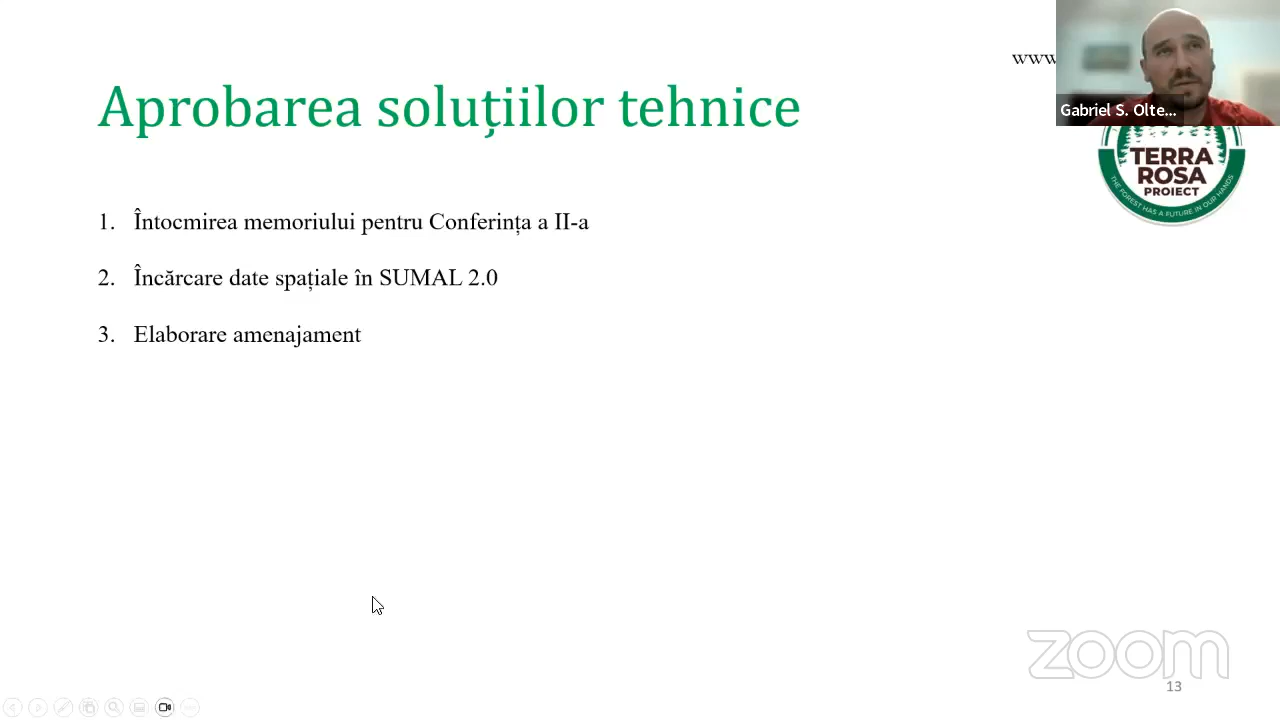 www
Gabriel S. Olte...
Aprobarea soluțiilor tehnice
TERRA
ROSA
PROIECT
THE FOREST HAS A FUTURE IN OUR HANDS
1. Întocmirea memoriului pentru Conferința a II-a
2. Încărcare date spațiale în SUMAL 2.0
3. Elaborare amenajament
zoom
13